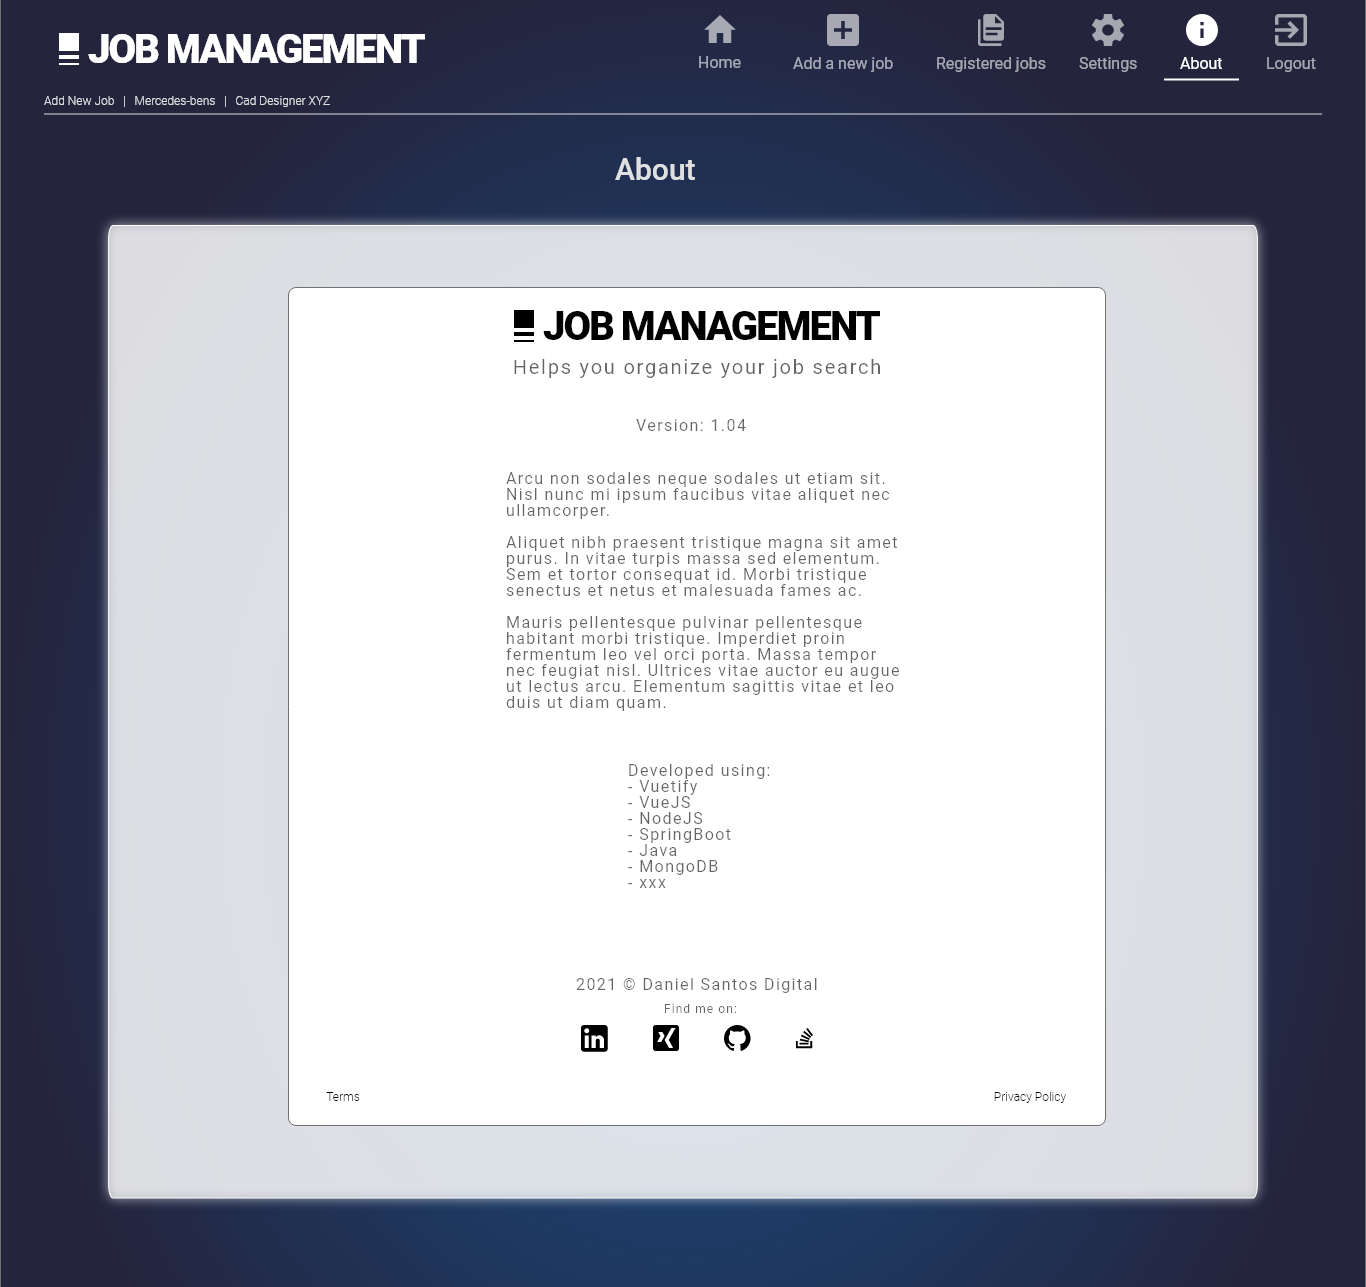 JOB MANAGEMENT
Home
Add a new job
Registered jobs
Settings
About
Logout
Add New Job | Mercedes-bens | Cad Designer XYZ
About
JOB MANAGEMENT
Helps you organize your job search
Version: 1.04
Arcu non sodales neque sodales ut etiam sit.
Nisl nunc mi ipsum faucibus vitae aliquet nec
ullamcorper.
Aliquet nibh praesent tristique magna sit amet
purus. In vitae turpis massa sed elementum.
Sem et tortor consequat id. Morbi tristique
senectus et netus et malesuada fames ac.
Mauris pellentesque pulvinar pellentesque
habitant morbi tristique. Imperdiet proin
fermentum leo vel orci porta. Massa tempor
nec feugiat nisl. Ultrices vitae auctor eu augue
ut lectus arcu. Elementum sagittis vitae et leo
duis ut diam quam.
Developed using:
- Vuetify
- VueJS
- NodeJS
- SpringBoot
- Java
- MongoDB
- xxx
2021 © Daniel Santos Digital
Find me on:
in
Terms
Privacy Policy